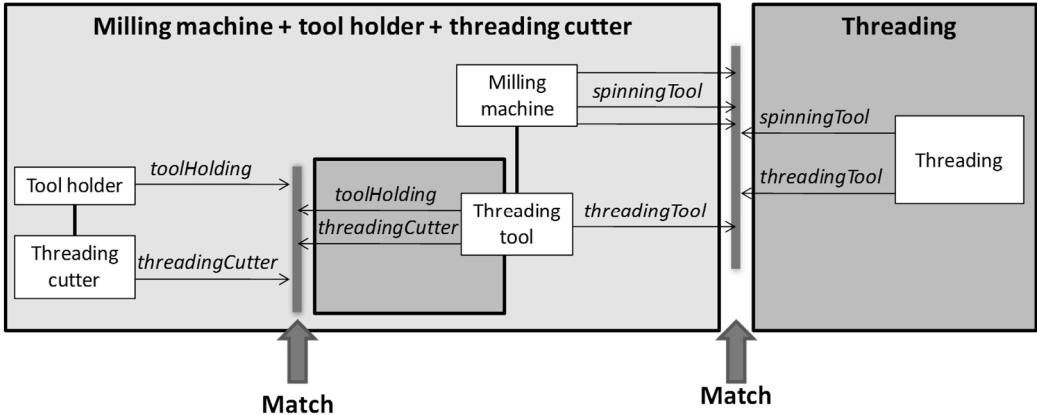 Milling machine + tool holder + threading cutter
Threading
Milling
machine
spinningTool
spinningTool
Threading
toolHolding
Tool holder
toolHolding
threadingTool
Threading
tool
threadingCutter
threadingTool
Threading
cutter
threadingCutter
Match
Match